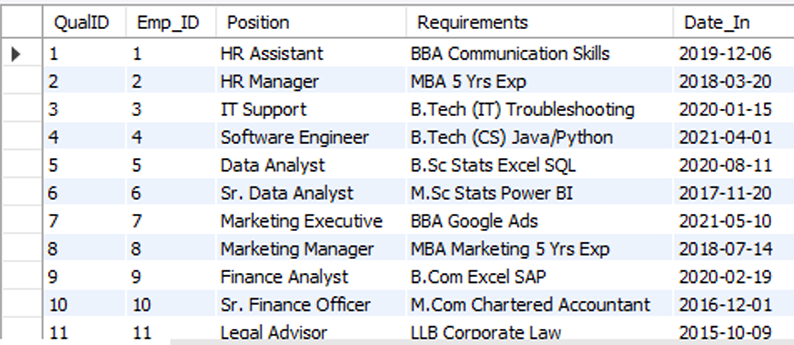 QualID Emp_ID Position Requirements Date_In
1 1 HR Assistant BBA Communication Skills 2019-12-06
2 2 HR Manager MBA 5 Yrs Exp 2018-03-20
3 3 IT Support B.Tech (IT) Troubleshooting 2020-01-15
4 4 Software Engineer B.Tech (CS) Java/Python 2021-04-01
5 5 Data Analyst B.Sc Stats Excel SQL 2020-08-11
6 6 Sr. Data Analyst M.Sc Stats Power BI 2017-11-20
7 7 Marketing Executive BBA Google Ads 2021-05-10
8 8 Marketing Manager MBA Marketing 5 Yrs Exp 2018-07-14
9 9 Finance Analyst B.Com Excel SAP 2020-02-19
10 10 Sr. Finance Officer M.Com Chartered Accountant 2016-12-01
11 11 Legal Advisor LLB Corporate Law 2015-10-09